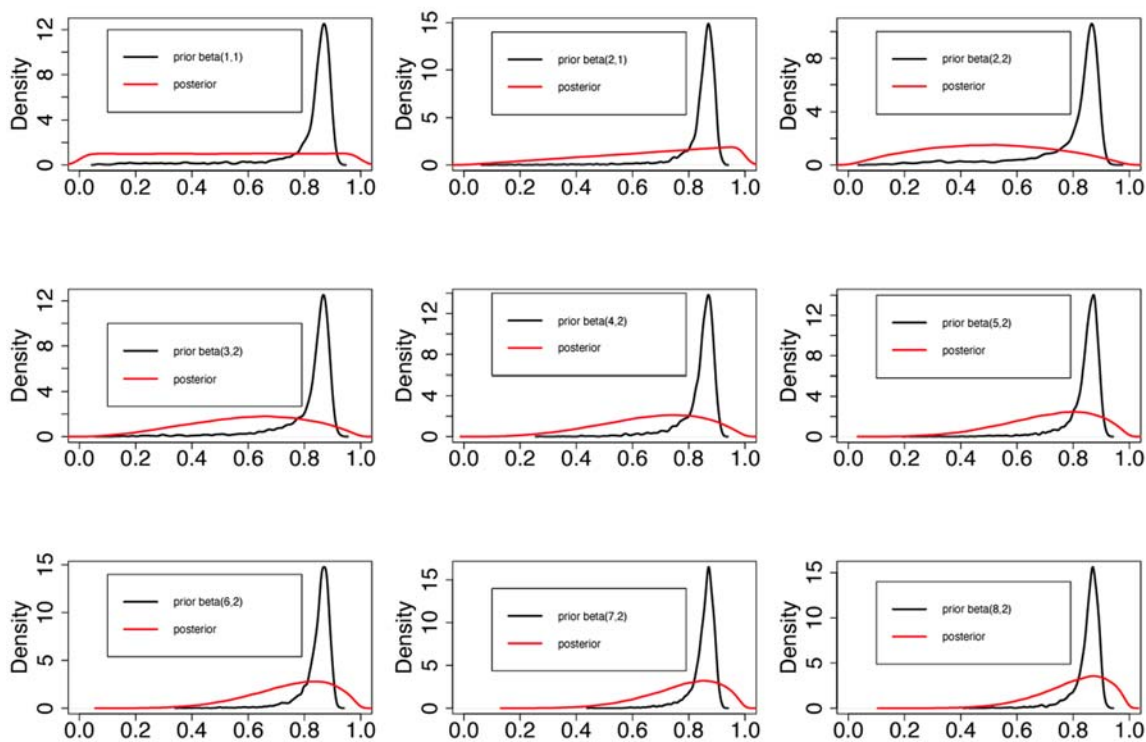 Density
12
8
4
0
prior beta(1,1)
posterior
0.0 0.2 0.4 0.6 0.8 1.0
15
10
5
0
prior beta(2,1)
posterior
0.0 0.2 0.4 0.6 0.8 1.0
Density
8
4
0
prior beta(2,2)
posterior
0.0 0.2 0.4 0.6 0.8 1.0
Density
12
8
4
0
prior beta(3,2)
posterior
0.0 0.2 0.4 0.6 0.8 1.0
Density
12
8
4
0
prior beta(4,2)
posterior
0.0 0.2 0.4 0.6 0.8 1.0
Density
12
8
4
0
prior beta(5,2)
posterior
0.0 0.2 0.4 0.6 0.8 1.0
Density
15
10
5
0
prior beta(6,2)
posterior
0.0 0.2 0.4 0.6 0.8 1.0
Density
15
10
5
0
prior beta(7,2)
posterior
0.0 0.2 0.4 0.6 0.8 1.0
Density
15
10
5
0
prior beta(8,2)
posterior
0.0 0.2 0.4 0.6 0.8 1.0